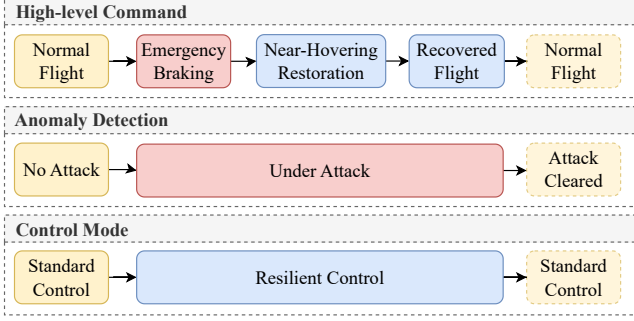 High-level Command
Normal
Flight
Emergency
Braking
Near-Hovering
Restoration
Recovered
Flight
Normal
Flight
Anomaly Detection
No Attack
Under Attack
Attack
Cleared
Control Mode
Standard
Control
Resilient Control
Standard
Control